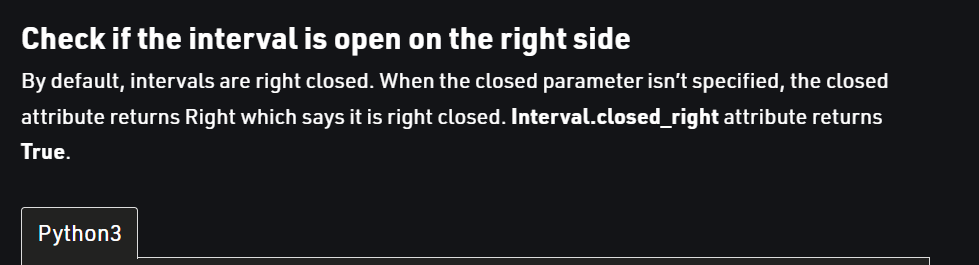 Check if the interval is open on the right side
By default, intervals are right closed. When the closed parameter isn’t specified, the closed
attribute returns Right which says it is right closed. Interval.closed_right attribute returns
True.
Python3